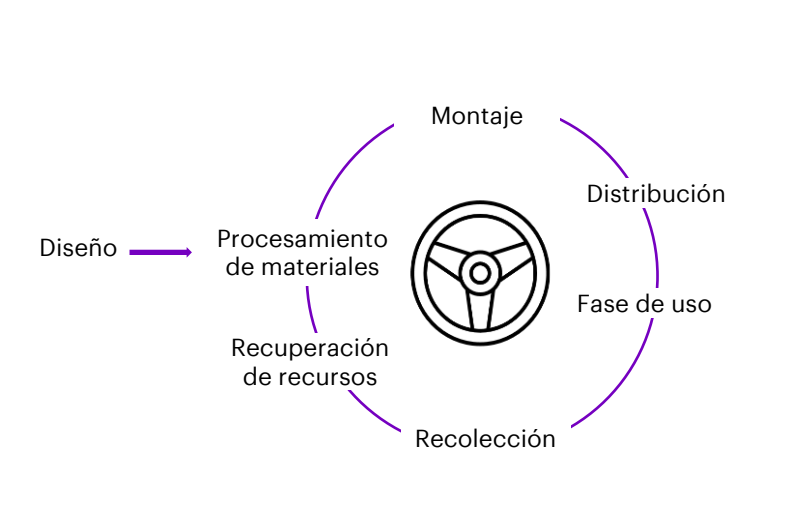 Montaje
Distribución
Diseño
Procesamiento
de materiales
Fase de uso
Recuperación
de recursos
Recolección